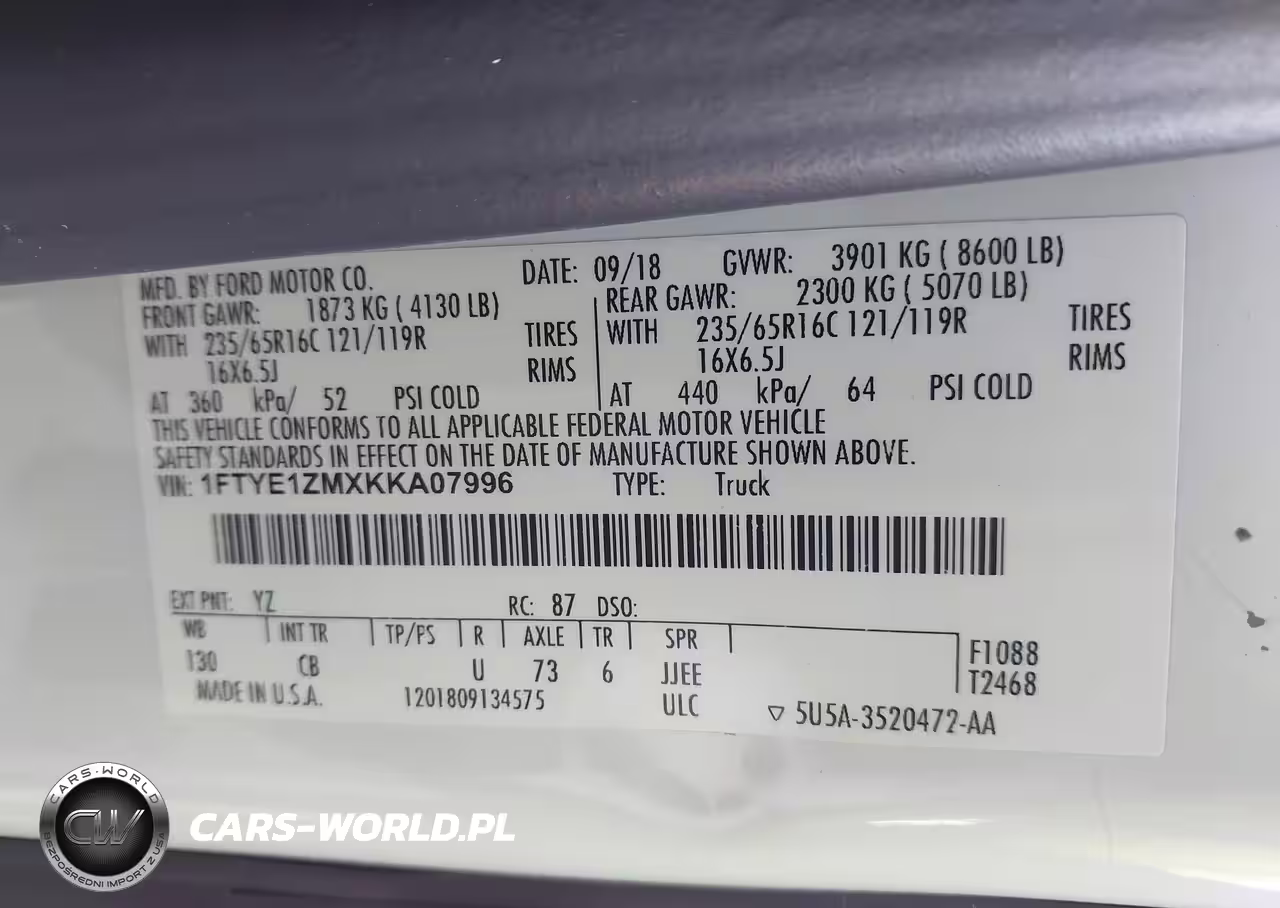 MFD. BY FORD MOTOR CO. DATE: 09/18 GVWR: 3901 KG ( 8600 LB)
FRONT GAWR: 1873 KG ( 4130 LB) REAR GAWR: 2300 KG ( 5070 LB)
WITH 235/65R16C 121/119R TIRES WITH 235/65R16C 121/119R TIRES
16X6.5J RIMS 16X6.5J RIMS
AT 360 kPa/ 52 PSI COLD AT 440 kPa/ 64 PSI COLD
THIS VEHICLE CONFORMS TO ALL APPLICABLE FEDERAL MOTOR VEHICLE
SAFETY STANDARDS IN EFFECT ON THE DATE OF MANUFACTURE SHOWN ABOVE.
VIN: 1FTYE1ZMXKKA07996 TYPE: Truck
EXT PNT: YZ RC: 87 DSO:
WB INT TR TP/PS R AXLE TR SPR F1088
130 CB U 73 6 JJEE T2468
MADE IN U.S.A. 1201809134575 ULC ▽ 5U5A-3520472-AA
CARS-WORLD
CW
BEZPOŚREDNI IMPORT Z USA
CARS-WORLD.PL